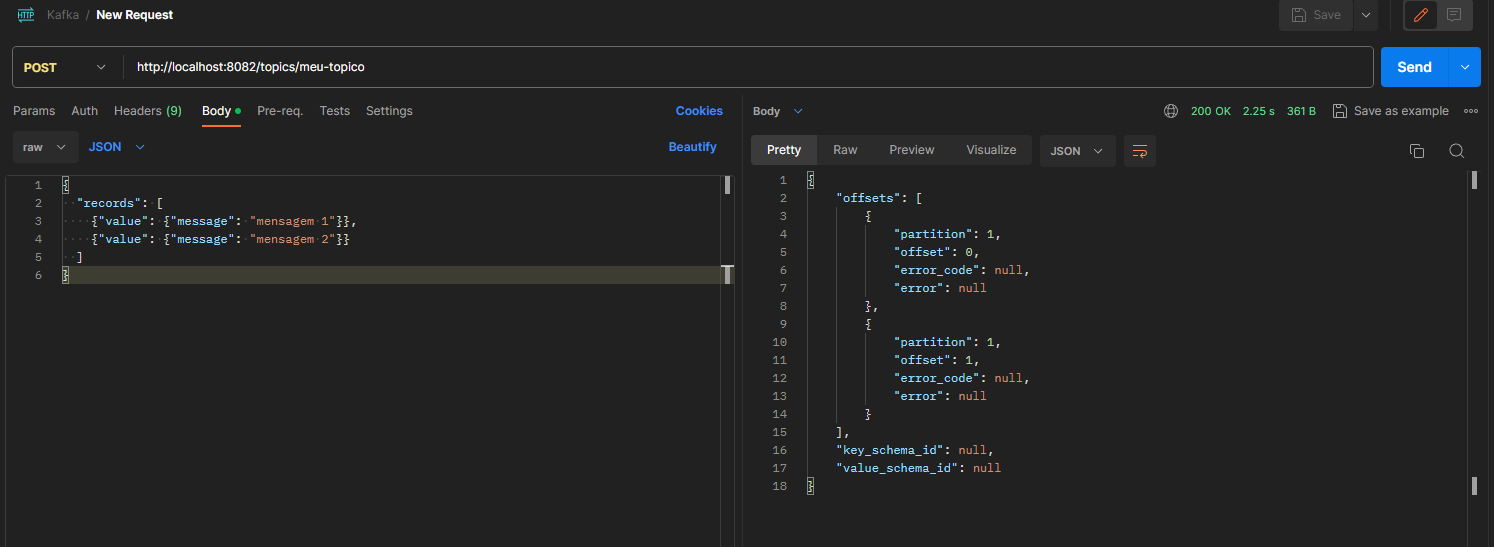 HTTP Kafka / New Request Save
POST http://localhost:8082/topics/meu-topico Send
Params Auth Headers (9) Body Pre-req. Tests Settings Cookies
raw JSON Beautify
1 {
2 "records": [
3 {"value": {"message": "mensagem 1"}},
4 {"value": {"message": "mensagem 2"}}
5 ]
6 }
Body 200 OK 2.25 s 361 B Save as example
Pretty Raw Preview Visualize JSON
1 {
2 "offsets": [
3 {
4 "partition": 1,
5 "offset": 0,
6 "error_code": null,
7 "error": null
8 },
9 {
10 "partition": 1,
11 "offset": 1,
12 "error_code": null,
13 "error": null
14 }
15 ],
16 "key_schema_id": null,
17 "value_schema_id": null
18 }